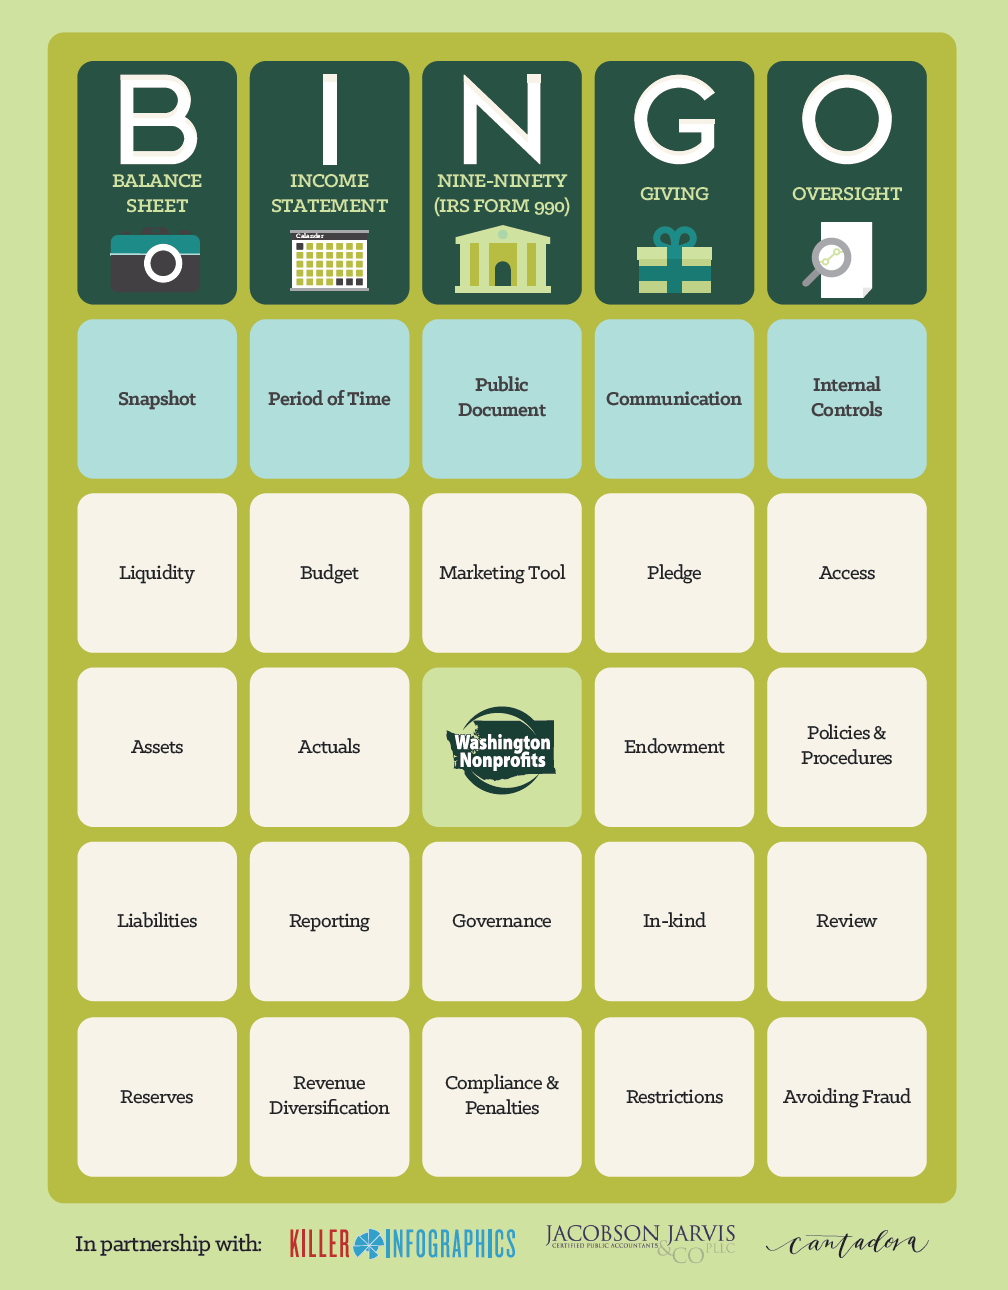 B I N G O
BALANCE
SHEET
INCOME
STATEMENT
NINE-NINETY
(IRS FORM 990)
GIVING
OVERSIGHT
Calander
Snapshot
Period of Time
Public
Document
Communication
Internal
Controls
Liquidity
Budget
Marketing Tool
Pledge
Access
Assets
Actuals
Washington
Nonprofits
Endowment
Policies &
Procedures
Liabilities
Reporting
Governance
In-kind
Review
Reserves
Revenue
Diversification
Compliance &
Penalties
Restrictions
Avoiding Fraud
In partnership with:
KILLER INFOGRAPHICS
JACOBSON JARVIS
CERTIFIED PUBLIC ACCOUNTANTS &CO PLLC
cantadora